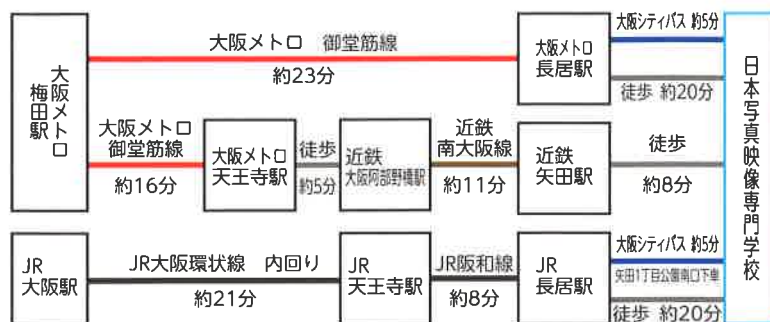 大阪メトロ
梅田駅
大阪メトロ 御堂筋線
約23分
大阪メトロ
長居駅
大阪シティバス 約5分
徒歩 約20分
大阪メトロ
御堂筋線
約16分
大阪メトロ
天王寺駅
徒歩
約5分
近鉄
大阪阿部野橋駅
近鉄
南大阪線
約11分
近鉄
矢田駅
徒歩
約8分
JR
大阪駅
JR大阪環状線 内回り
約21分
JR
天王寺駅
JR阪和線
約8分
JR
長居駅
大阪シティバス 約5分
矢田1丁目公園南口下車
徒歩 約20分
日本写真映像専門学校